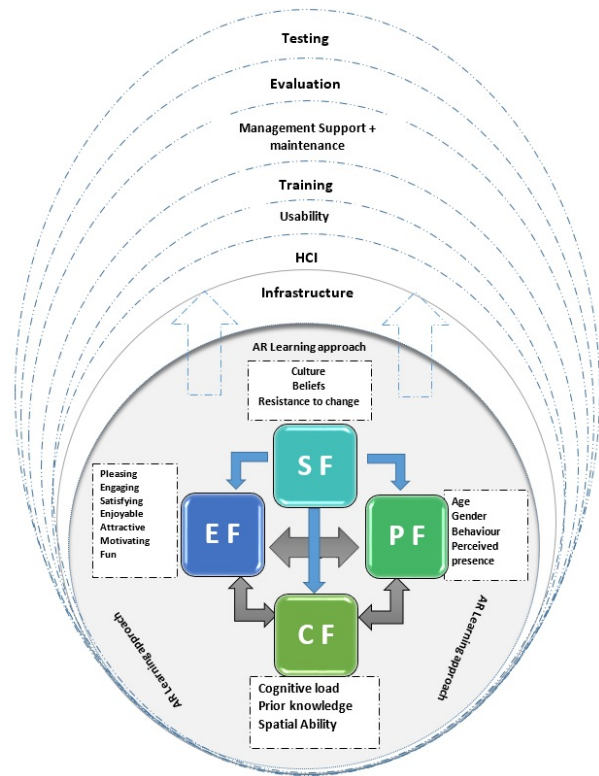 Testing
Evaluation
Management Support +
maintenance
Training
Usability
HCI
Infrastructure
AR Learning approach
Culture
Beliefs
Resistance to change
S F
Pleasing
Engaging
Satisfying
Enjoyable
Attractive
Motivating
Fun
E F
P F
Age
Gender
Behaviour
Perceived
presence
C F
Cognitive load
Prior knowledge
Spatial Ability
AR Learning approach
AR Learning approach